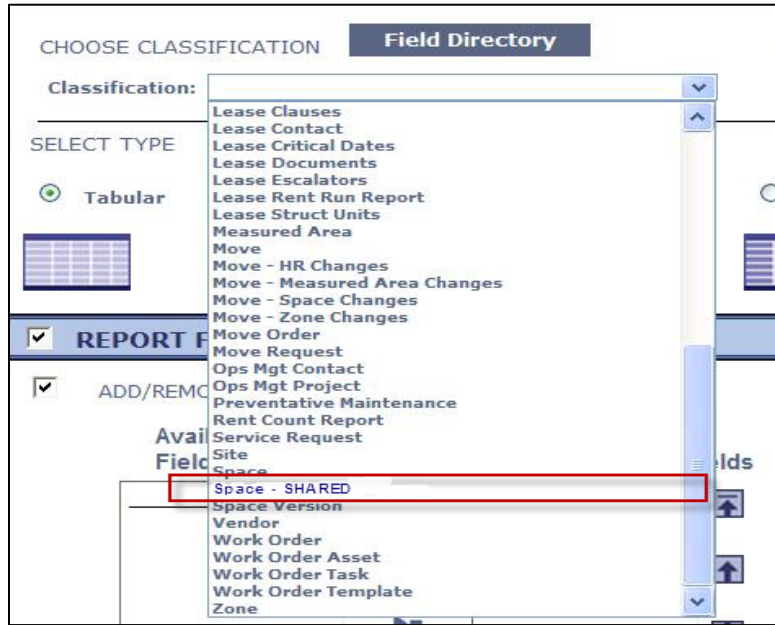 CHOOSE CLASSIFICATION Field Directory
Classification:
Lease Clauses
Lease Contact
SELECT TYPE Lease Critical Dates
Lease Documents
Lease Escalators
Tabular Lease Rent Run Report
Lease Struct Units
Measured Area
Move
Move - HR Changes
Move - Measured Area Changes
Move - Space Changes
Move - Zone Changes
REPORT F Move Order
Move Request
Ops Mgt Contact
ADD/REMO Ops Mgt Project
Preventative Maintenance
Rent Count Report
Avail Service Request
Site
Field Space elds
Space - SHARED
Space Version
Vendor
Work Order
Work Order Asset
Work Order Task
Work Order Template
Zone